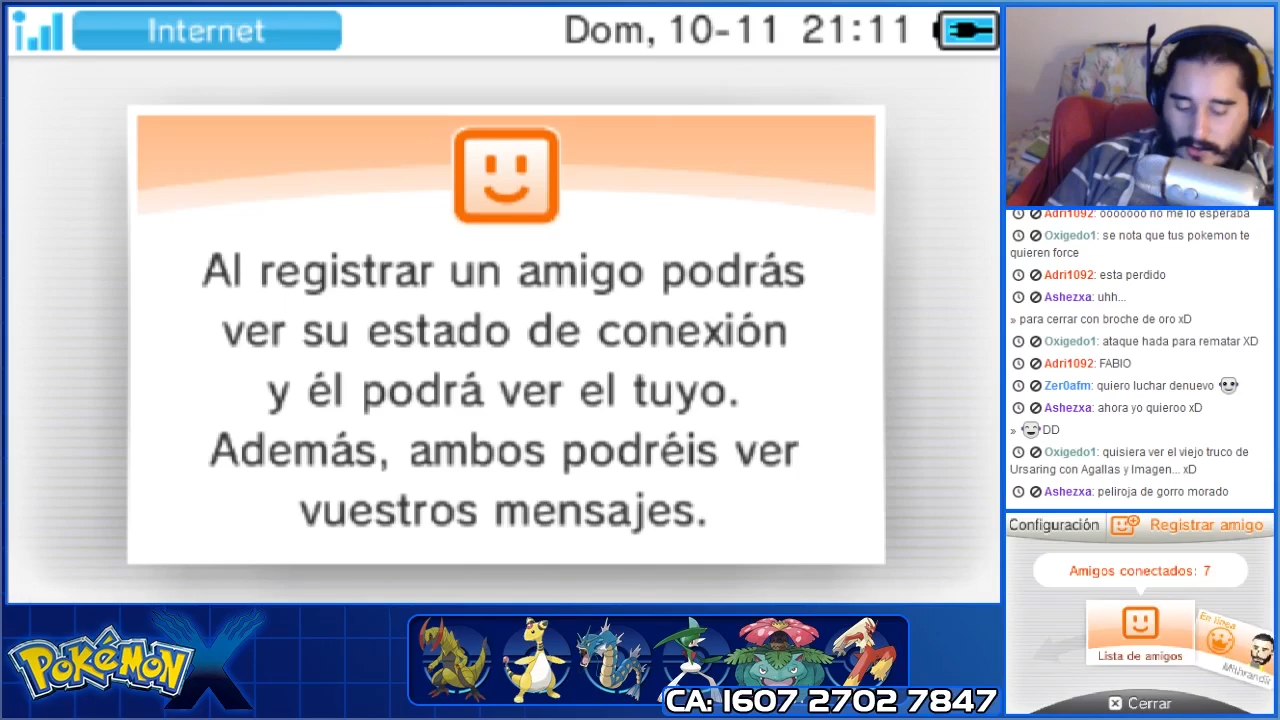 Internet
Dom, 10-11 21:11
Al registrar un amigo podrás
ver su estado de conexión
y él podrá ver el tuyo.
Además, ambos podréis ver
vuestros mensajes.
Adri1092: ooooooo no me lo esperaba
Oxigedo1: se nota que tus pokemon te
quieren force
Adri1092: esta perdido
Ashezxa: uhh...
» para cerrar con broche de oro xD
Oxigedo1: ataque hada para rematar XD
Adri1092: FABIO
Zer0afm: quiero luchar denuevo
Ashezxa: ahora yo quieroo xD
» DD
Oxigedo1: quisiera ver el viejo truco de
Ursaring con Agallas y Imagen... xD
Ashezxa: peliroja de gorro morado
Configuración
Registrar amigo
Amigos conectados: 7
En línea
Lista de amigos
Mithrandir
Cerrar
POKéMON X
CA: 1607 2702 7847